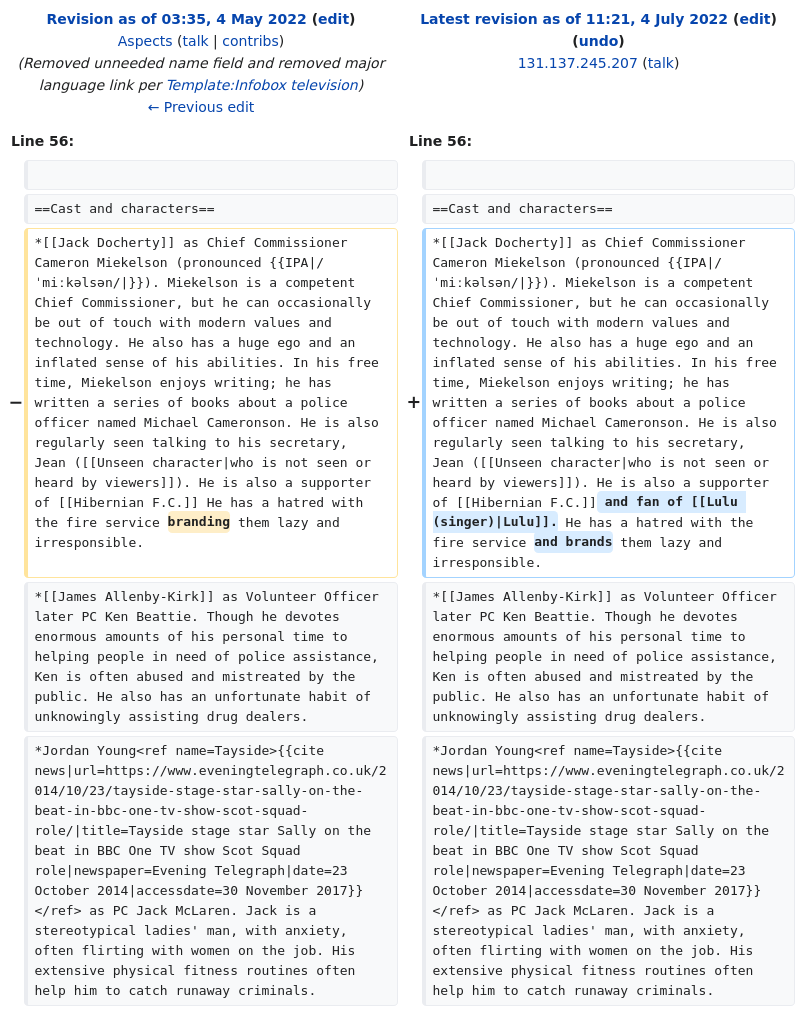 Revision as of 03:35, 4 May 2022 (edit)
Aspects (talk | contribs)
(Removed unneeded name field and removed major
language link per Template:Infobox television)
← Previous edit
Latest revision as of 11:21, 4 July 2022 (edit)
(undo)
131.137.245.207 (talk)
Line 56:
Line 56:
==Cast and characters==
==Cast and characters==
−
*[[Jack Docherty]] as Chief Commissioner
Cameron Miekelson (pronounced {{IPA|/
ˈmiːkəlsən/|}}). Miekelson is a competent
Chief Commissioner, but he can occasionally
be out of touch with modern values and
technology. He also has a huge ego and an
inflated sense of his abilities. In his free
time, Miekelson enjoys writing; he has
written a series of books about a police
officer named Michael Cameronson. He is also
regularly seen talking to his secretary,
Jean ([[Unseen character|who is not seen or
heard by viewers]]). He is also a supporter
of [[Hibernian F.C.]] He has a hatred with
the fire service branding them lazy and
irresponsible.
+
*[[Jack Docherty]] as Chief Commissioner
Cameron Miekelson (pronounced {{IPA|/
ˈmiːkəlsən/|}}). Miekelson is a competent
Chief Commissioner, but he can occasionally
be out of touch with modern values and
technology. He also has a huge ego and an
inflated sense of his abilities. In his free
time, Miekelson enjoys writing; he has
written a series of books about a police
officer named Michael Cameronson. He is also
regularly seen talking to his secretary,
Jean ([[Unseen character|who is not seen or
heard by viewers]]). He is also a supporter
of [[Hibernian F.C.]] and fan of [[Lulu
(singer)|Lulu]]. He has a hatred with the
fire service and brands them lazy and
irresponsible.
*[[James Allenby-Kirk]] as Volunteer Officer
later PC Ken Beattie. Though he devotes
enormous amounts of his personal time to
helping people in need of police assistance,
Ken is often abused and mistreated by the
public. He also has an unfortunate habit of
unknowingly assisting drug dealers.
*[[James Allenby-Kirk]] as Volunteer Officer
later PC Ken Beattie. Though he devotes
enormous amounts of his personal time to
helping people in need of police assistance,
Ken is often abused and mistreated by the
public. He also has an unfortunate habit of
unknowingly assisting drug dealers.
*Jordan Young<ref name=Tayside>{{cite
news|url=https://www.eveningtelegraph.co.uk/2
014/10/23/tayside-stage-star-sally-on-the-
beat-in-bbc-one-tv-show-scot-squad-
role/|title=Tayside stage star Sally on the
beat in BBC One TV show Scot Squad
role|newspaper=Evening Telegraph|date=23
October 2014|accessdate=30 November 2017}}
</ref> as PC Jack McLaren. Jack is a
stereotypical ladies' man, with anxiety,
often flirting with women on the job. His
extensive physical fitness routines often
help him to catch runaway criminals.
*Jordan Young<ref name=Tayside>{{cite
news|url=https://www.eveningtelegraph.co.uk/2
014/10/23/tayside-stage-star-sally-on-the-
beat-in-bbc-one-tv-show-scot-squad-
role/|title=Tayside stage star Sally on the
beat in BBC One TV show Scot Squad
role|newspaper=Evening Telegraph|date=23
October 2014|accessdate=30 November 2017}}
</ref> as PC Jack McLaren. Jack is a
stereotypical ladies' man, with anxiety,
often flirting with women on the job. His
extensive physical fitness routines often
help him to catch runaway criminals.